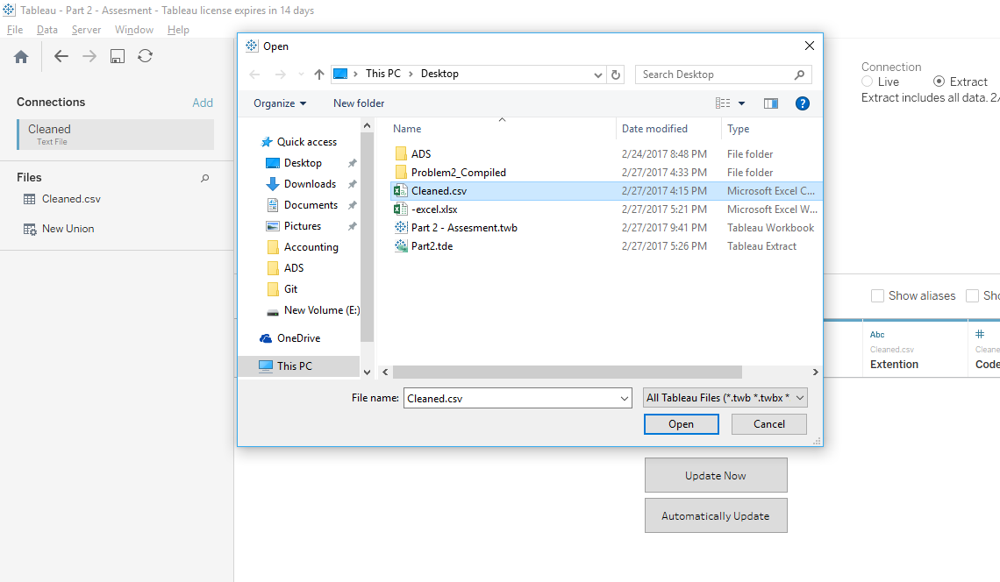 Tableau - Part 2 - Assesment - Tableau license expires in 14 days
File Data Server Window Help
Connections Add
Cleaned
Text File
Files
Cleaned.csv
New Union
Open
This PC > Desktop
Search Desktop
Organize New folder
Quick access
Desktop
Downloads
Documents
Pictures
Accounting
ADS
Git
New Volume (E:)
OneDrive
This PC
Name Date modified Type
ADS 2/24/2017 8:48 PM File folder
Problem2_Compiled 2/27/2017 4:33 PM File folder
Cleaned.csv 2/27/2017 4:15 PM Microsoft Excel C...
-excel.xlsx 2/27/2017 5:21 PM Microsoft Excel W...
Part 2 - Assesment.twb 2/27/2017 9:41 PM Tableau Workbook
Part2.tde 2/27/2017 5:26 PM Tableau Extract
File name: Cleaned.csv All Tableau Files (*.twb *.twbx *
Open Cancel
Connection
Live Extract
Extract includes all data. 2/
Show aliases Sho
Abc #
Cleaned.csv Cleane
Extention Code
Update Now
Automatically Update